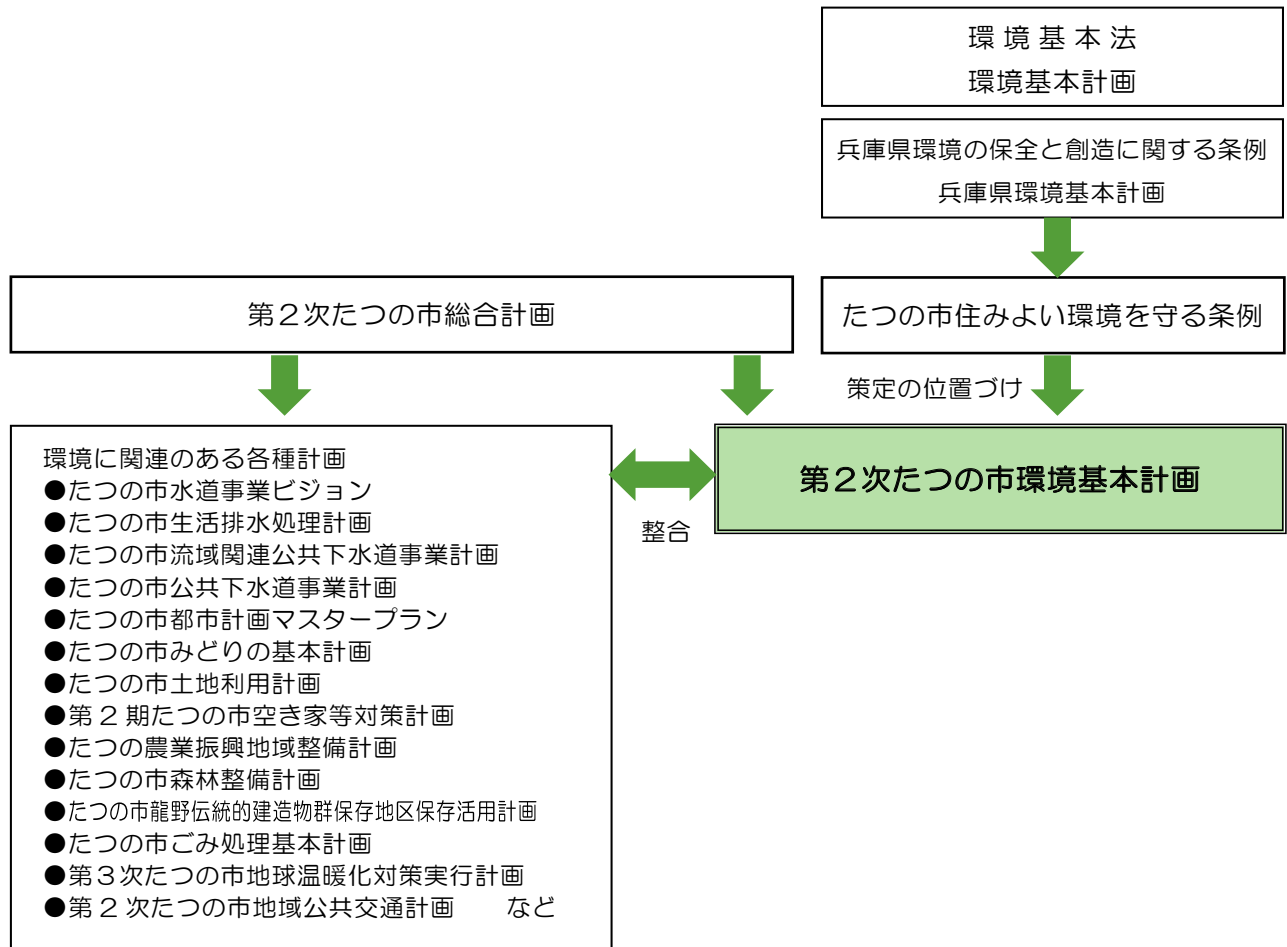 環 境 基 本 法
環境基本計画
兵庫県環境の保全と創造に関する条例
兵庫県環境基本計画
第２次たつの市総合計画
たつの市住みよい環境を守る条例
策定の位置づけ
環境に関連のある各種計画
●たつの市水道事業ビジョン
●たつの市生活排水処理計画
●たつの市流域関連公共下水道事業計画
●たつの市公共下水道事業計画
●たつの市都市計画マスタープラン
●たつの市みどりの基本計画
●たつの市土地利用計画
●第２期たつの市空き家等対策計画
●たつの農業振興地域整備計画
●たつの市森林整備計画
●たつの市龍野伝統的建造物群保存地区保存活用計画
●たつの市ごみ処理基本計画
●第３次たつの市地球温暖化対策実行計画
●第２次たつの市地域公共交通計画　　など
整合
第２次たつの市環境基本計画